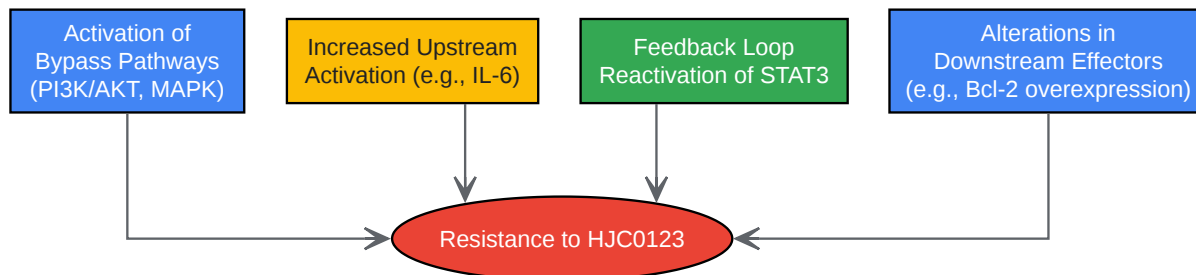 Activation of
Bypass Pathways
(PI3K/AKT, MAPK)
Increased Upstream
Activation (e.g., IL-6)
Feedback Loop
Reactivation of STAT3
Alterations in
Downstream Effectors
(e.g., Bcl-2 overexpression)
Resistance to HJC0123